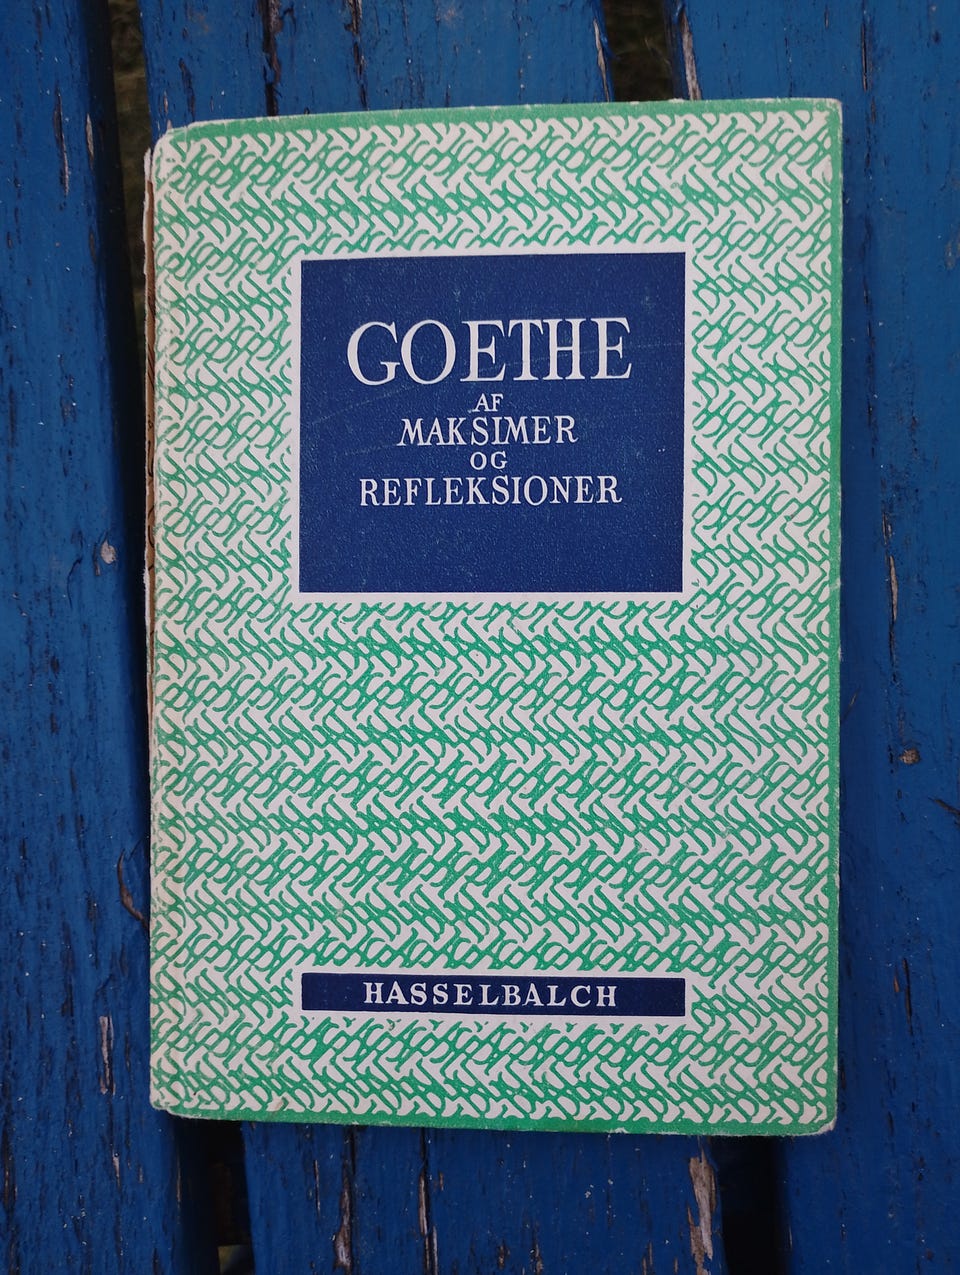 GOETHE
AF
MAKSIMER
OG
REFLEKSIONER
HASSELBALCH